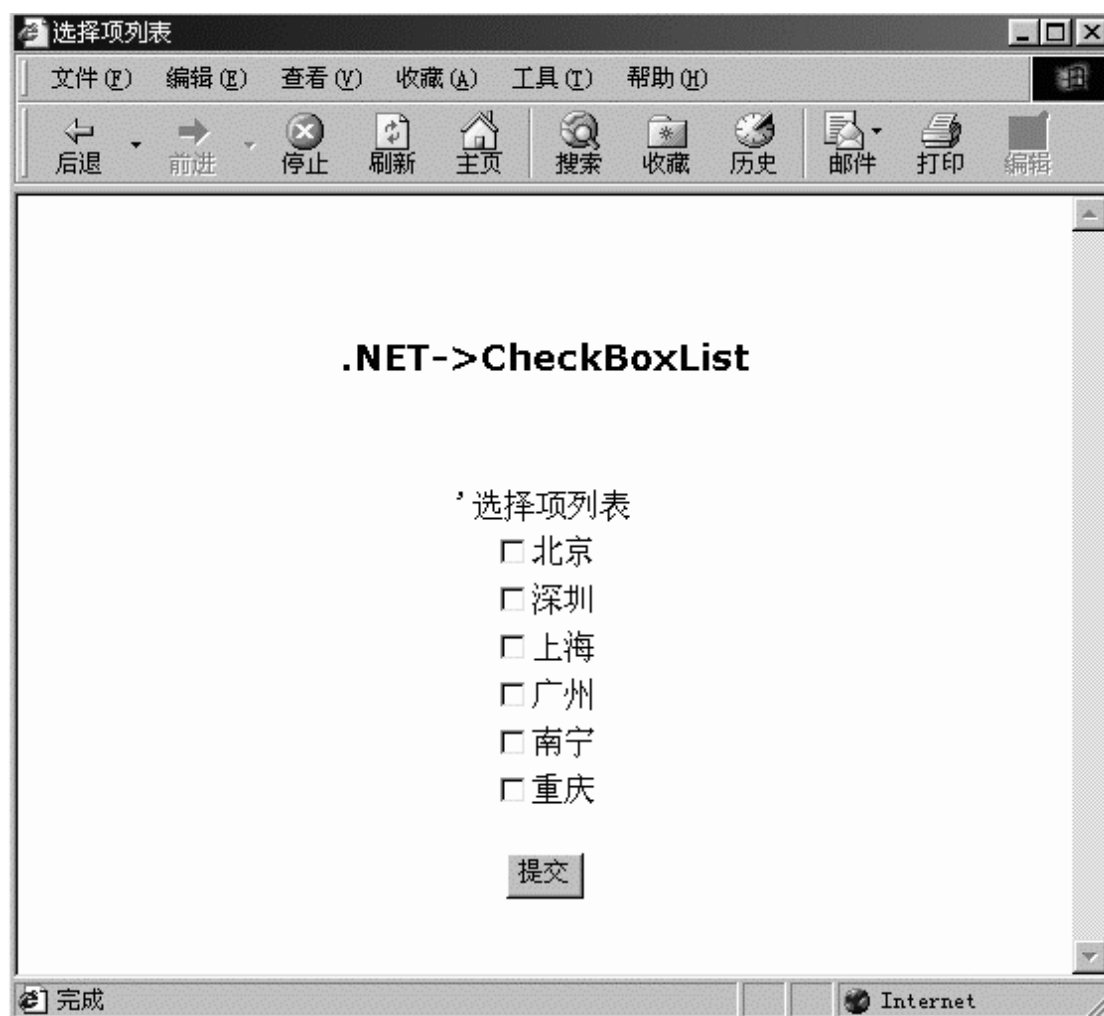 选择项列表
文件(F) 编辑(E) 查看(V) 收藏(A) 工具(T) 帮助(H)
后退 前进 停止 刷新 主页 搜索 收藏 历史 邮件 打印 编辑
.NET->CheckBoxList
'选择项列表
北京
深圳
上海
广州
南宁
重庆
提交
完成 Internet